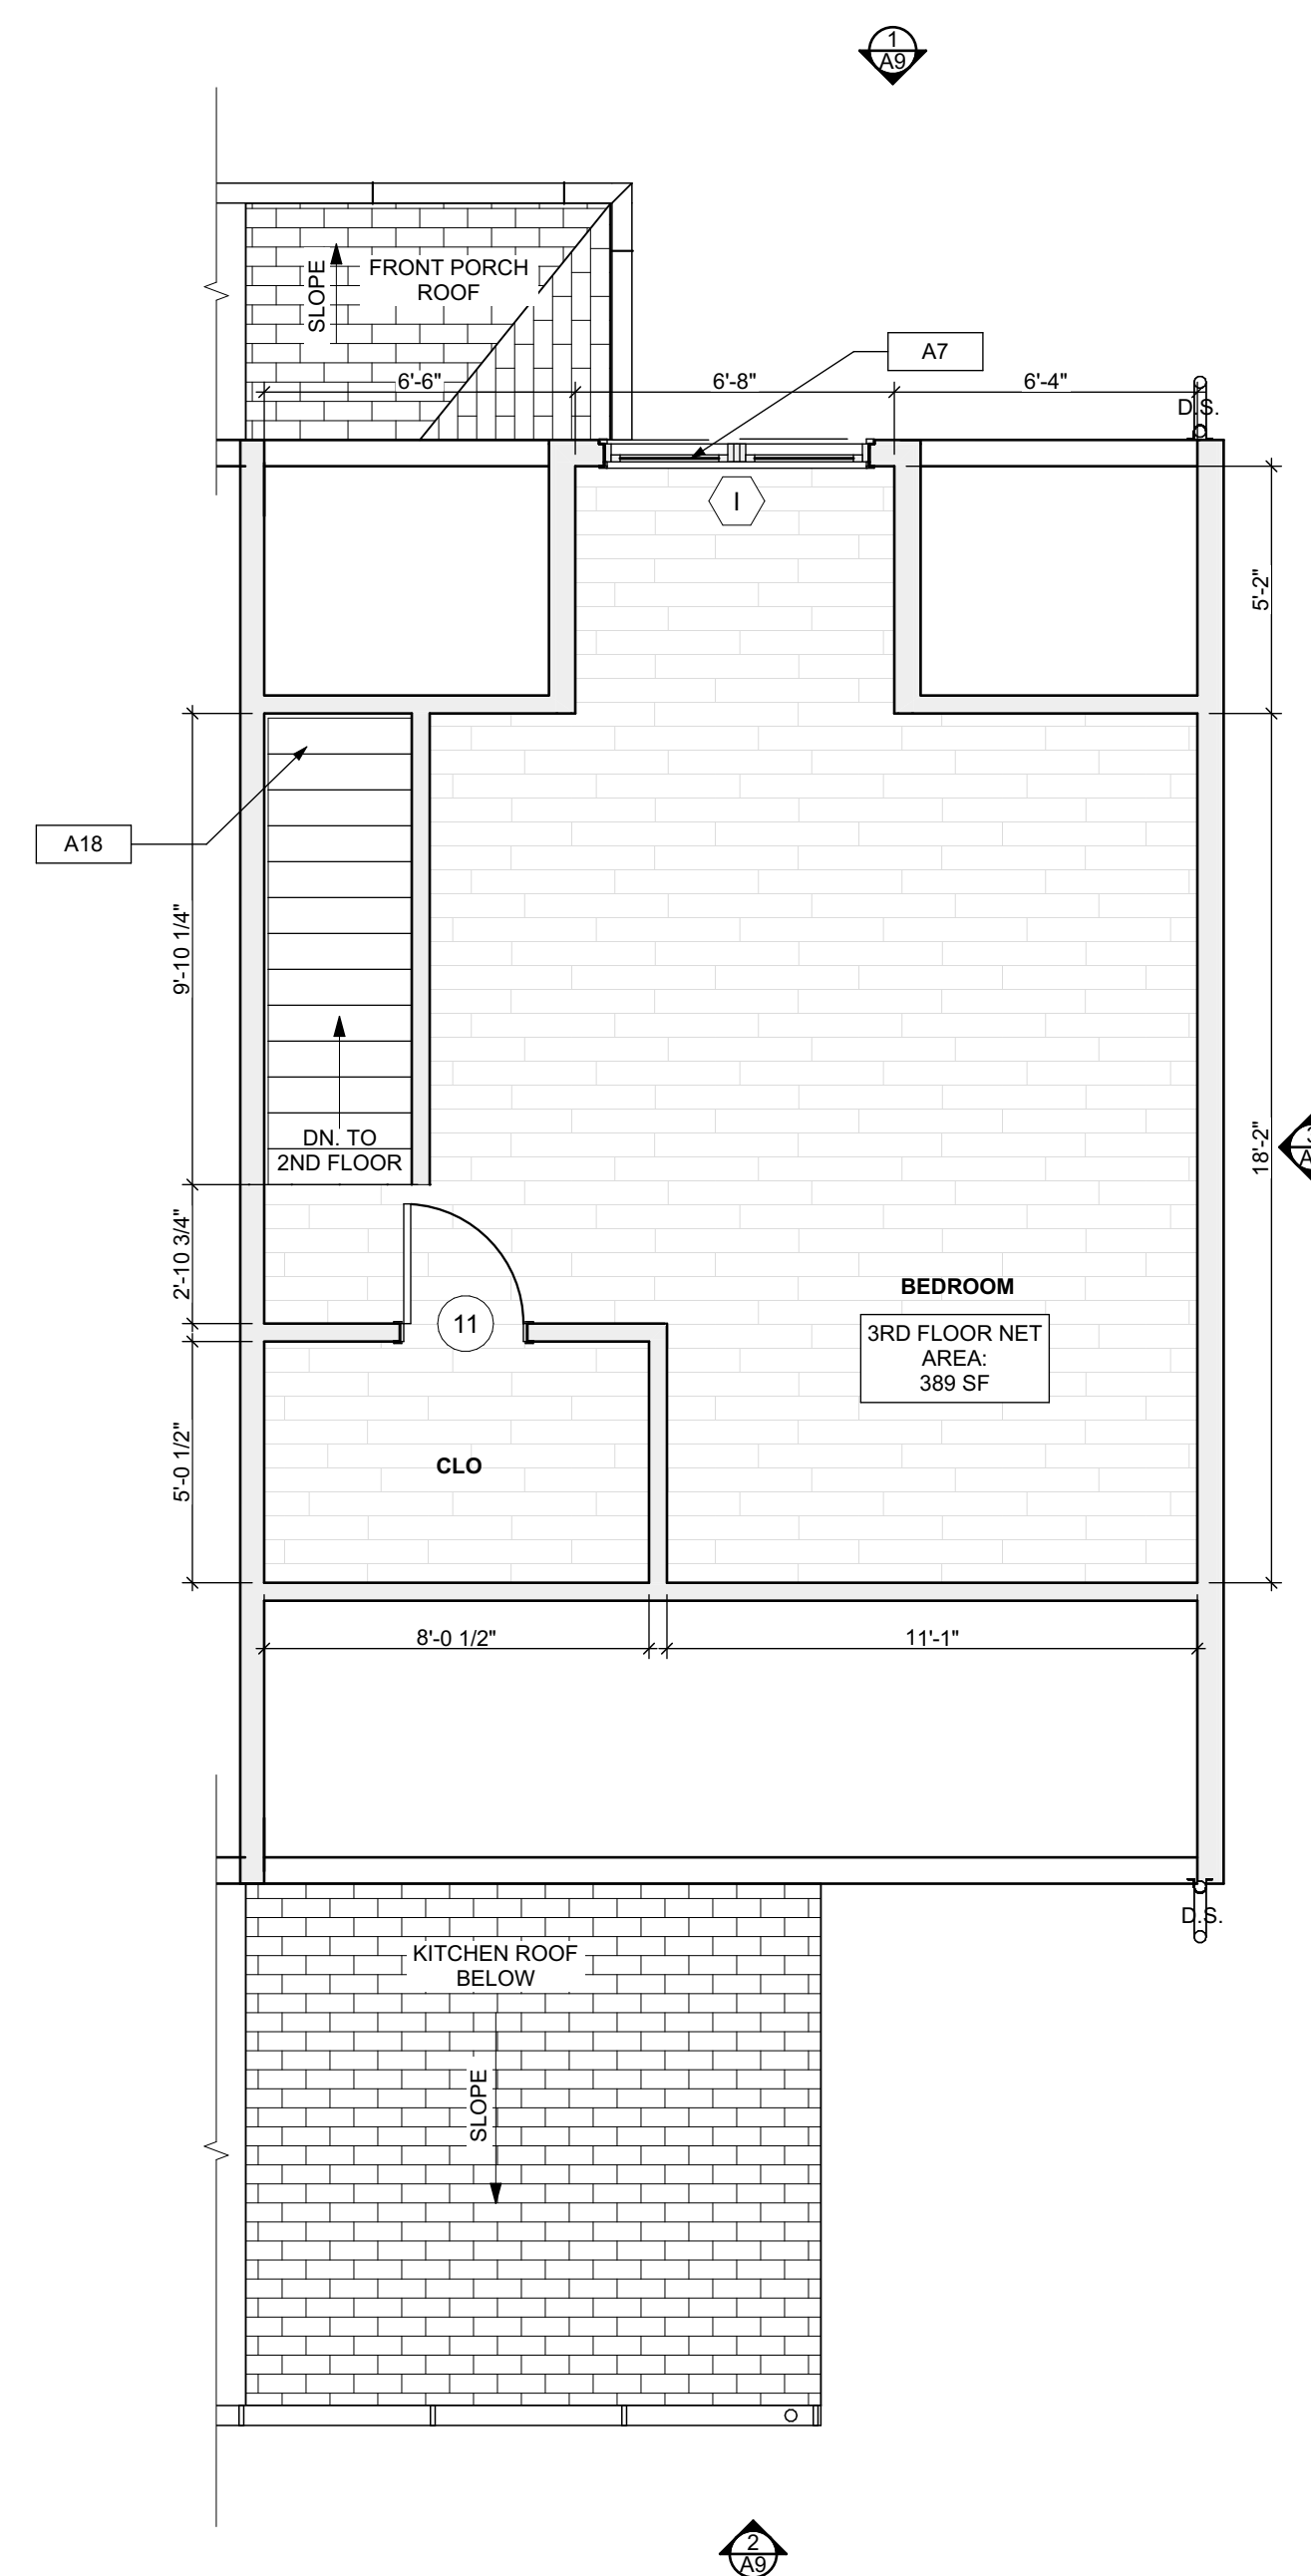 1
A9
FRONT PORCH
ROOF
SLOPE
A7
6'-6"
6'-8"
6'-4"
D.S.
I
5'-2"
A18
9'-10 1/4"
DN. TO
2ND FLOOR
18'-2"
2'-10 3/4"
11
BEDROOM
3RD FLOOR NET
AREA:
389 SF
5'-0 1/2"
CLO
8'-0 1/2"
11'-1"
D.S.
KITCHEN ROOF
BELOW
SLOPE
2
A9